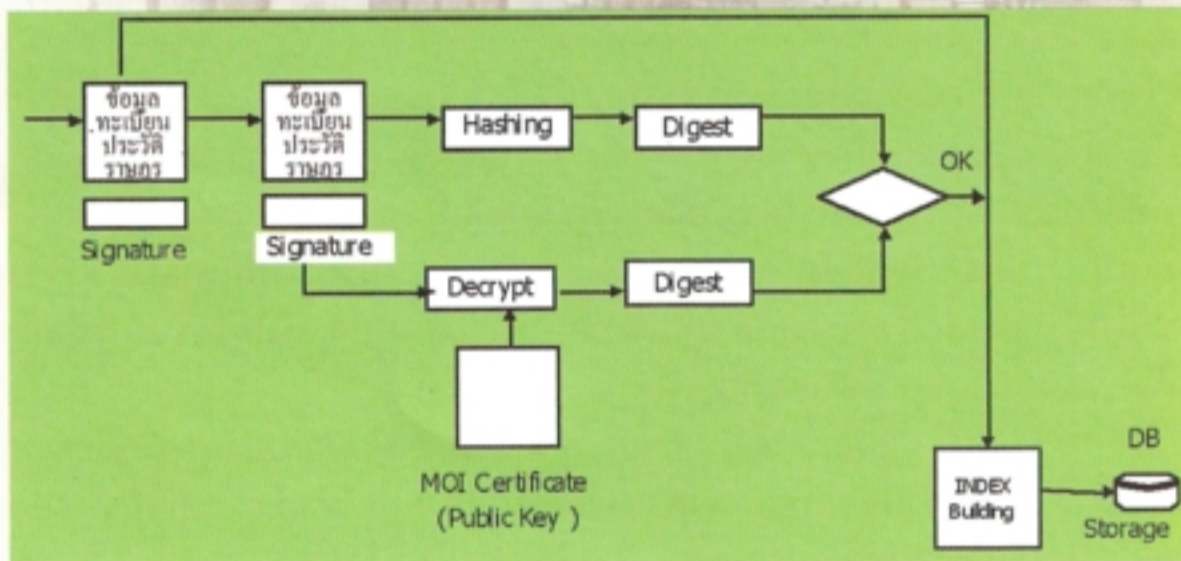 ข้อมูล
ทะเบียน
ประวัติ
ราษฎร
Signature
ข้อมูล
ทะเบียน
ประวัติ
ราษฎร
Signature
Hashing
Digest
OK
Decrypt
Digest
MOI Certificate
(Public Key )
INDEX
Building
DB
Storage